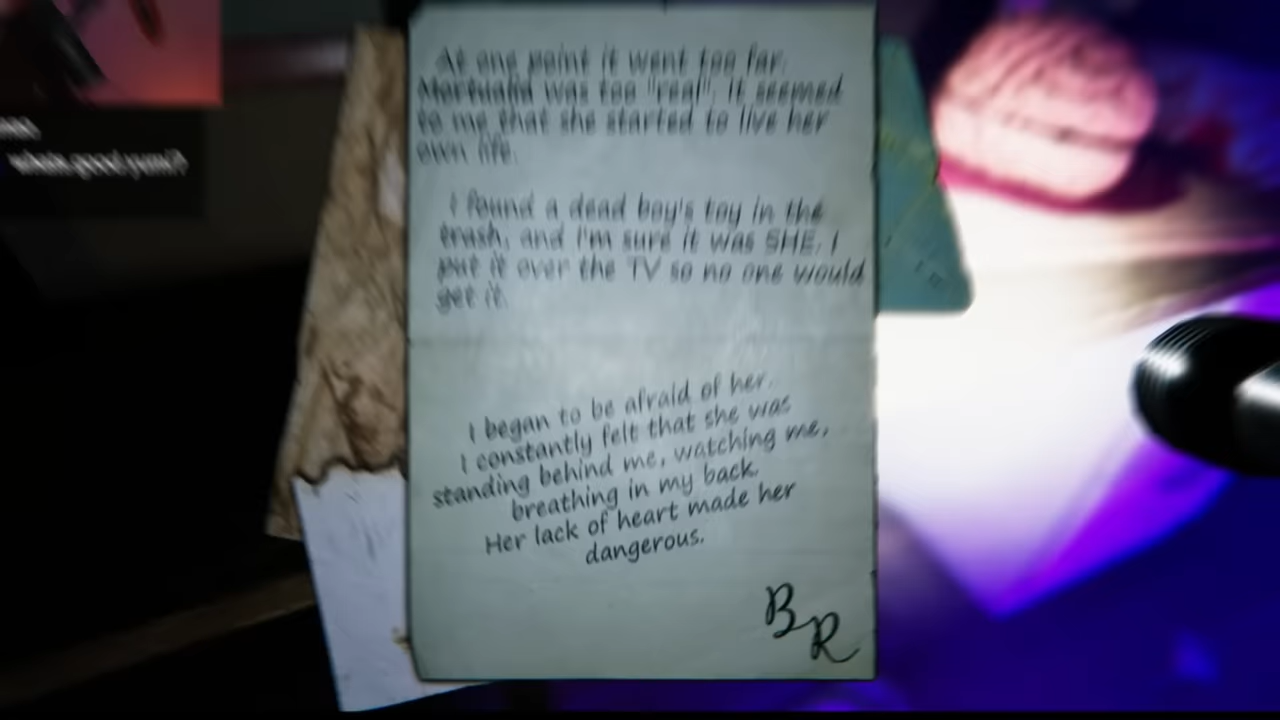 At one point it went too far.
was too "real". It seemed
to me that she started to live her
own life.
I found a dead boy's toy in the
trash, and I'm sure it was SHE. I
put it over the TV so no one would
get it.
I began to be afraid of her.
I constantly felt that she was
standing behind me, watching me,
breathing in my back.
Her lack of heart made her
dangerous.
B
R